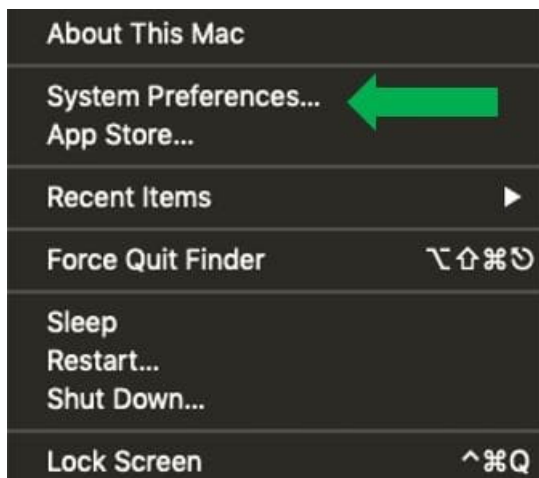 About This Mac
System Preferences...
App Store...
Recent Items ▶
Force Quit Finder ⌥⇧⌘⎋
Sleep
Restart...
Shut Down...
Lock Screen ^⌘Q